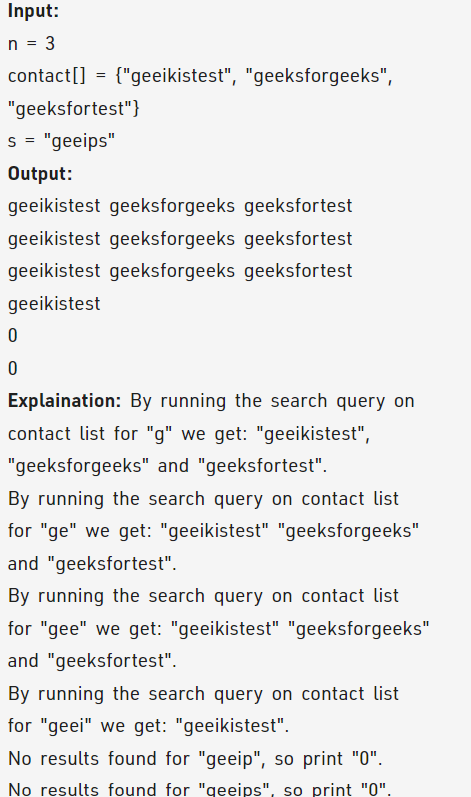 Input:
n = 3
contact[] = {"geeikistest", "geeksforgeeks",
"geeksfortest"}
s = "geeips"
Output:
geeikistest geeksforgeeks geeksfortest
geeikistest geeksforgeeks geeksfortest
geeikistest geeksforgeeks geeksfortest
geeikistest
0
0
Explaination: By running the search query on
contact list for "g" we get: "geeikistest",
"geeksforgeeks" and "geeksfortest".
By running the search query on contact list
for "ge" we get: "geeikistest" "geeksforgeeks"
and "geeksfortest".
By running the search query on contact list
for "gee" we get: "geeikistest" "geeksforgeeks"
and "geeksfortest".
By running the search query on contact list
for "geei" we get: "geeikistest".
No results found for "geeip", so print "0".
No results found for "geeips", so print "0".